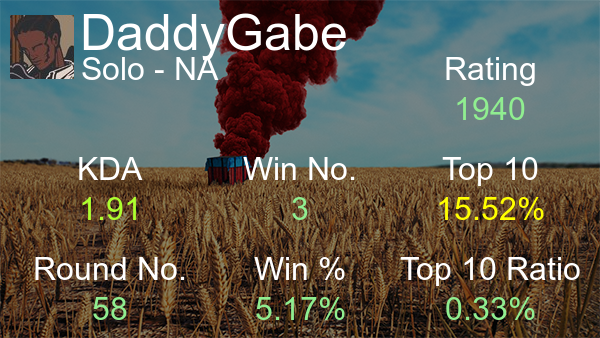 DaddyGabe
Solo - NA
Rating
1940
KDA
Win No.
Top 10
1.91
3
15.52%
Round No.
Win %
Top 10 Ratio
58
5.17%
0.33%